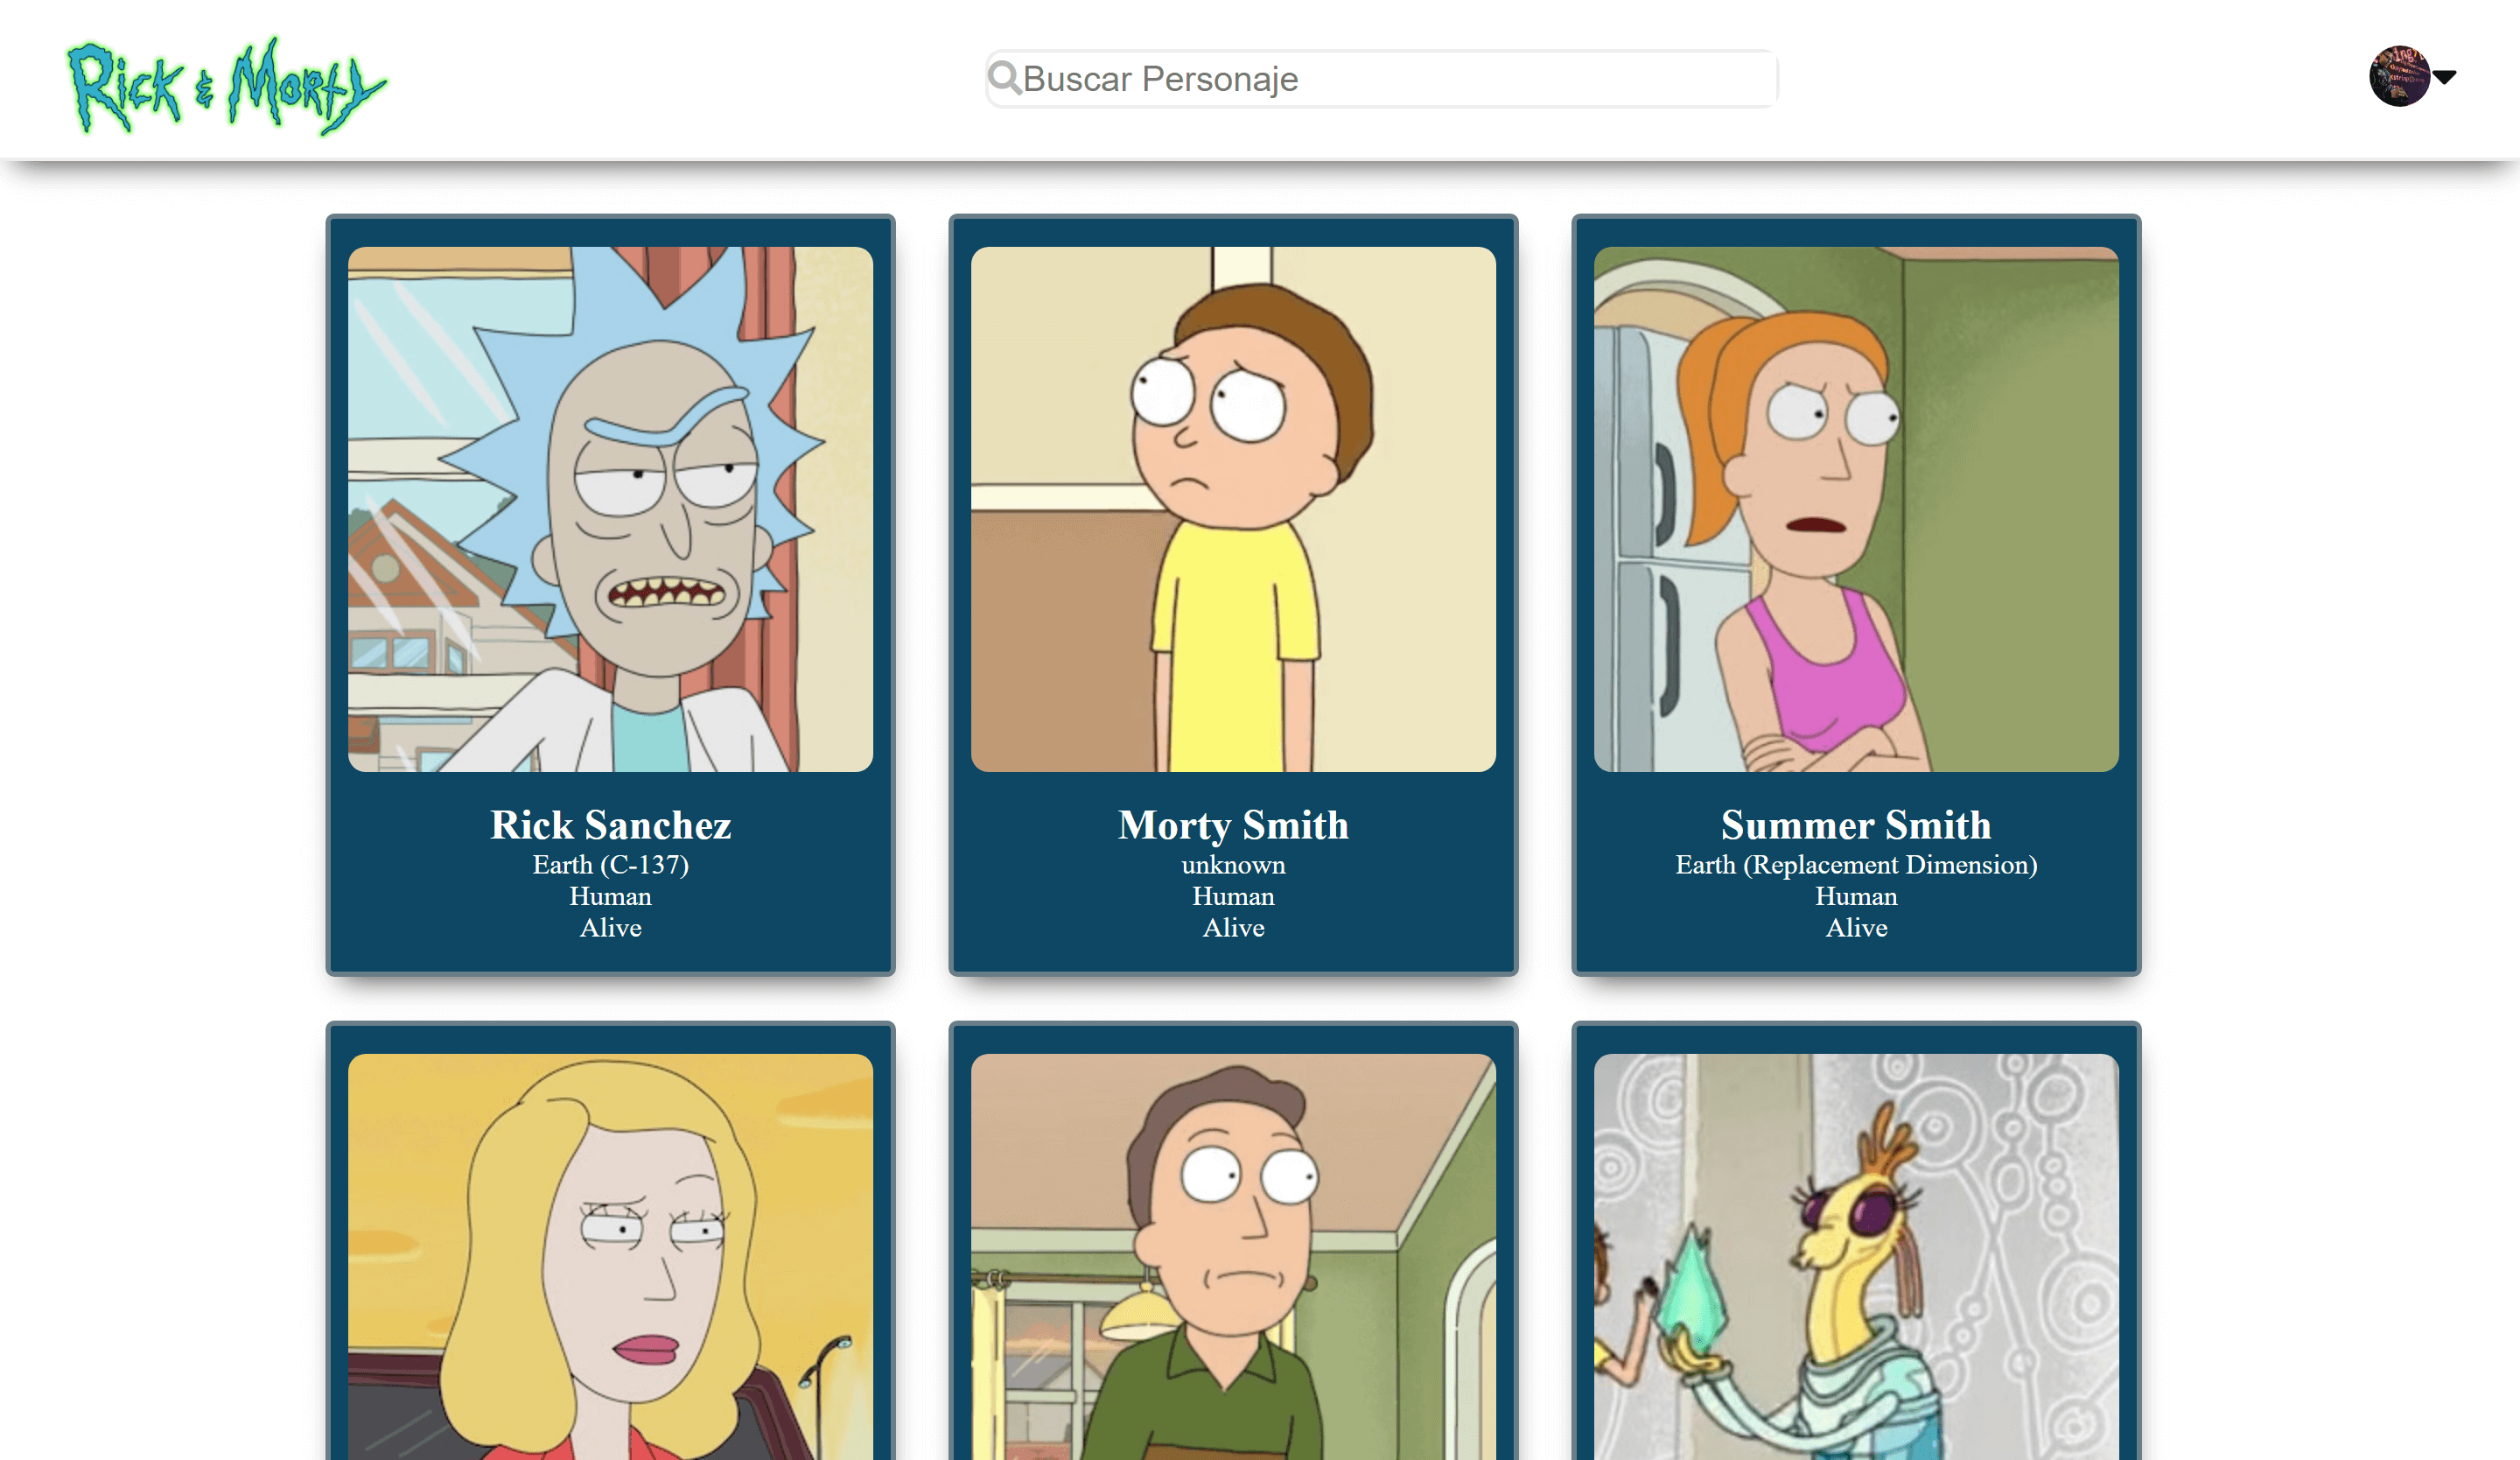 Rick & Morty
Buscar Personaje
Rick Sanchez
Earth (C-137)
Human
Alive
Morty Smith
unknown
Human
Alive
Summer Smith
Earth (Replacement Dimension)
Human
Alive